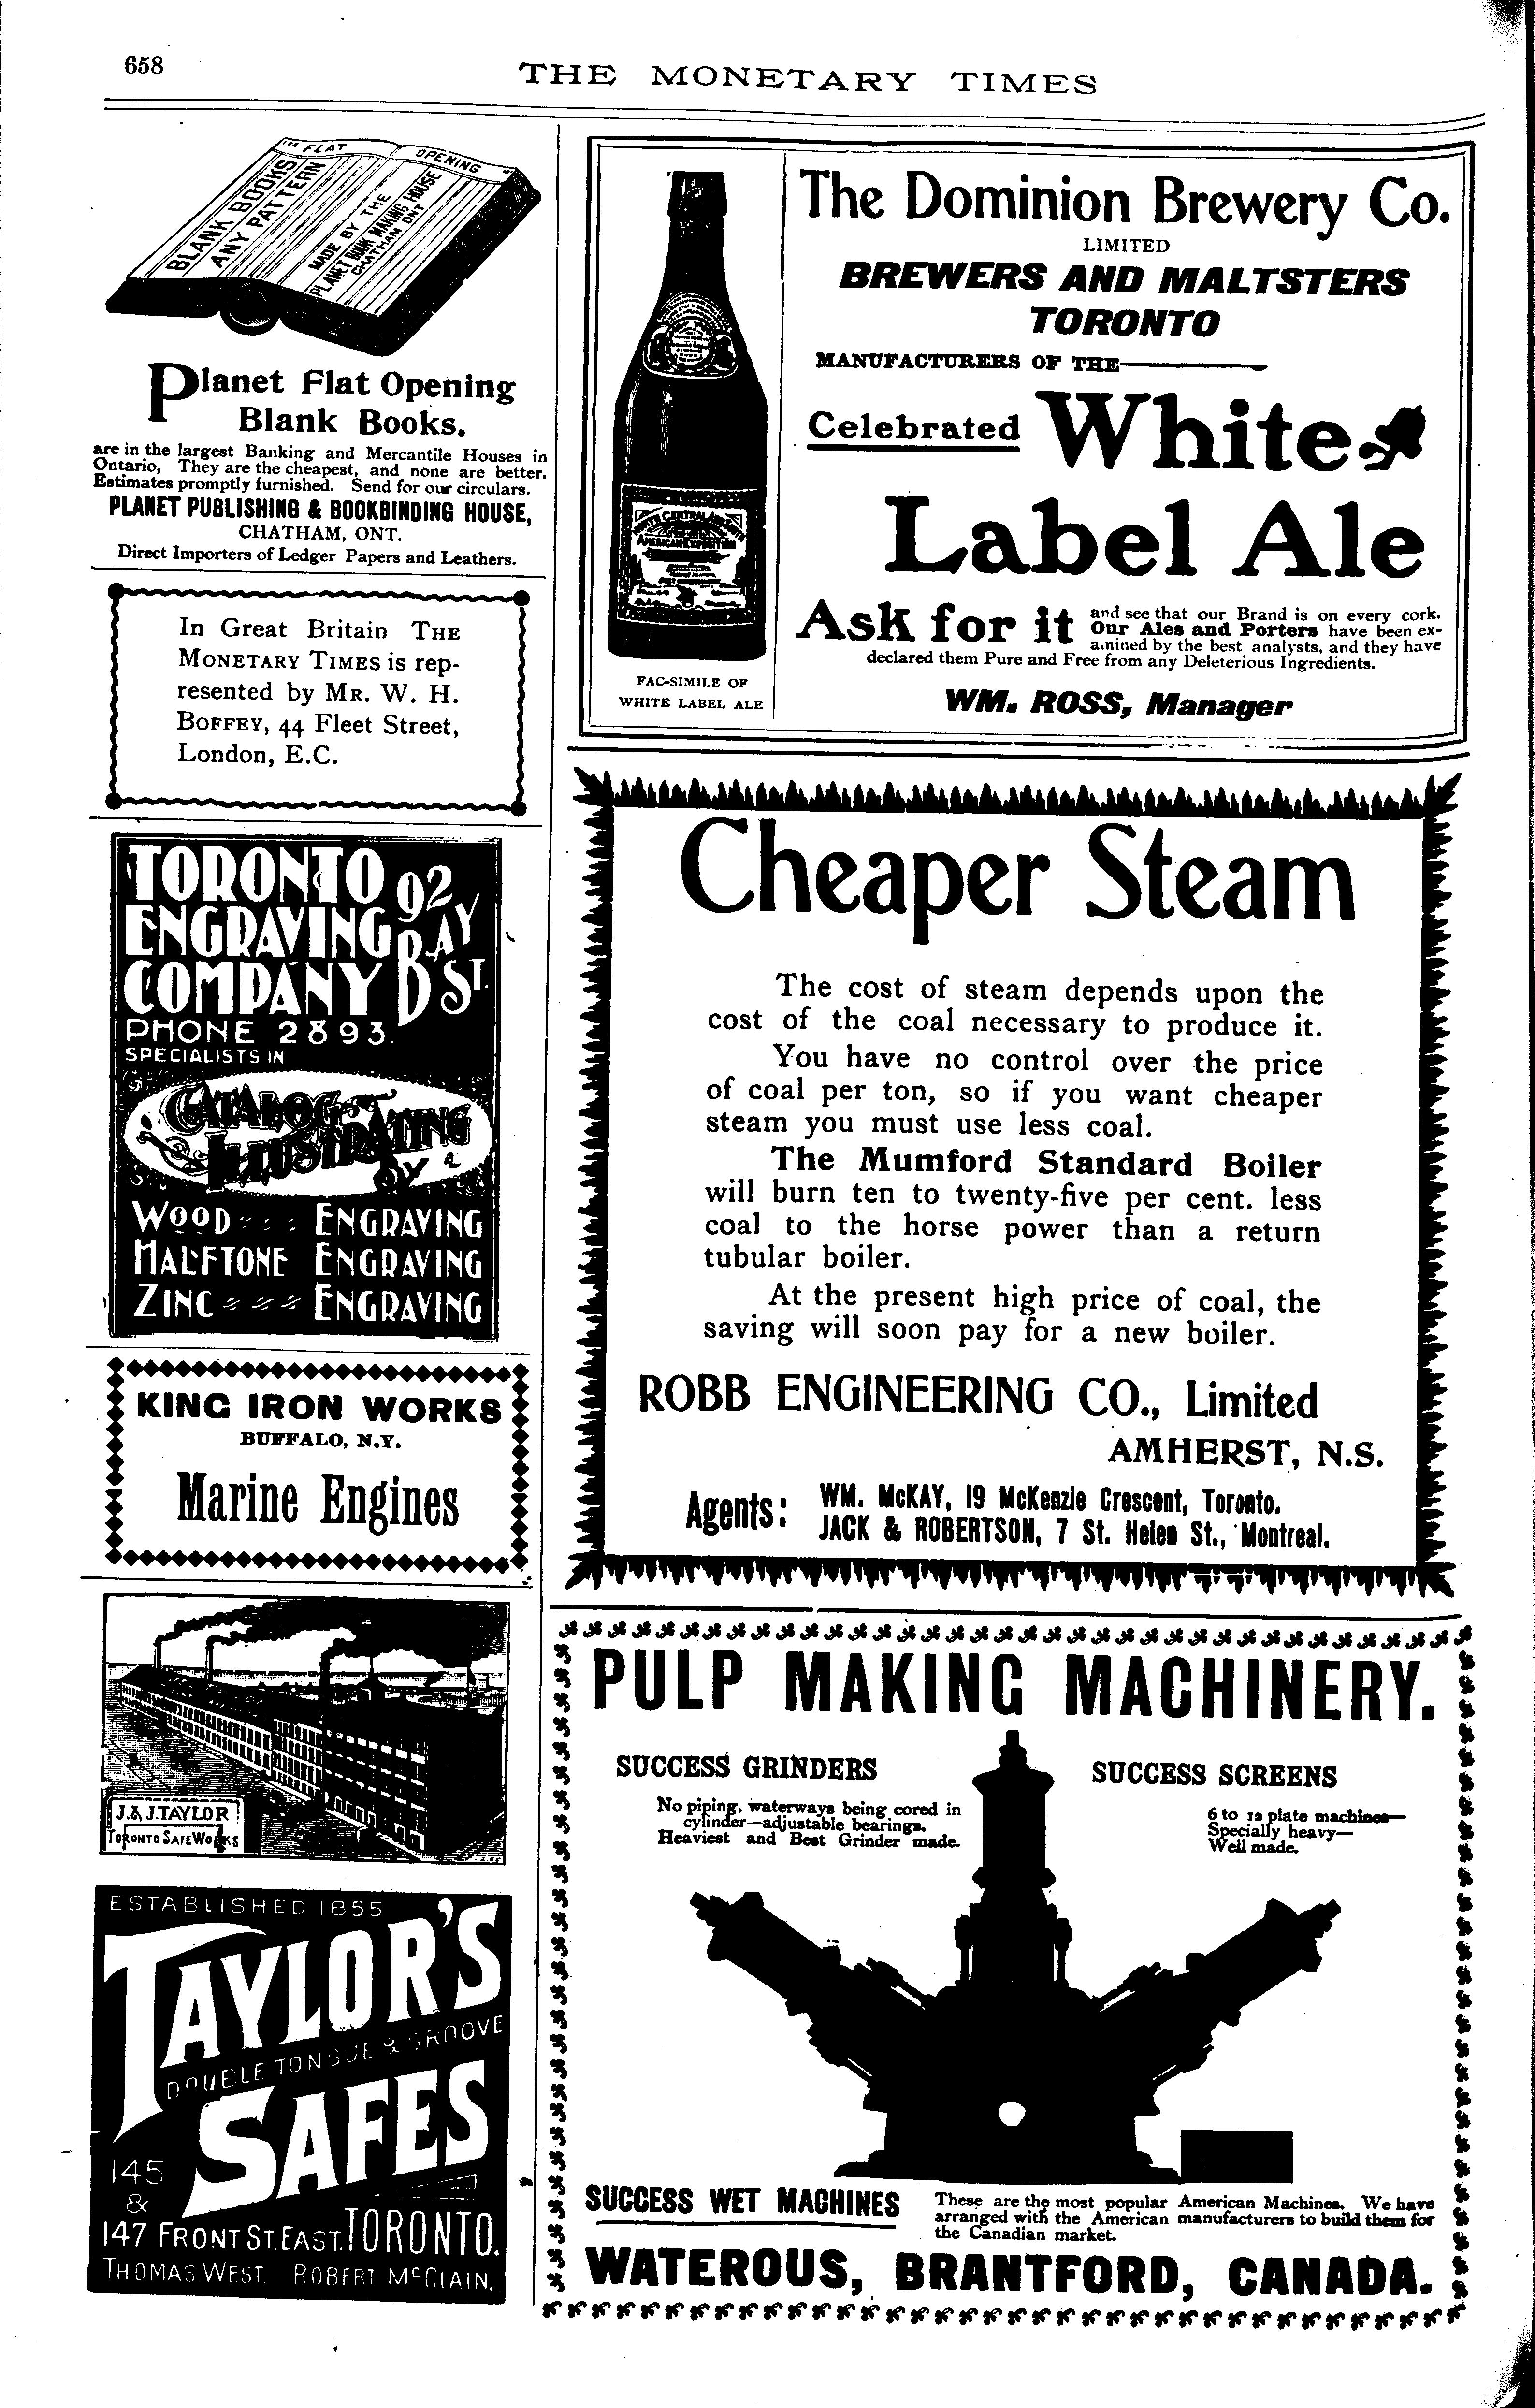 658
THE MONETARY TIMES
"THE FLAT OPENING"
BLANK BOOKS
ANY PATTERN
MADE BY THE
PLANET BOOK MAKING HOUSE
CHATHAM ONT
Planet Flat Opening
Blank Books.
are in the largest Banking and Mercantile Houses in
Ontario, They are the cheapest, and none are better.
Estimates promptly furnished. Send for our circulars.
PLANET PUBLISHING & BOOKBINDING HOUSE,
CHATHAM, ONT.
Direct Importers of Ledger Papers and Leathers.
In Great Britain THE
MONETARY TIMES is rep-
resented by MR. W. H.
BOFFEY, 44 Fleet Street,
London, E.C.
TORONTO
ENGRAVING
COMPANY
92
BAY
ST.
PHONE 2893.
SPECIALISTS IN
CATALOG
ILLUSTRATING
BY
WOOD ENGRAVING
HALFTONE ENGRAVING
ZINC ENGRAVING
KING IRON WORKS
BUFFALO, N.Y.
Marine Engines
J. & J. TAYLOR
TORONTO SAFE WORKS
ESTABLISHED 1855
TAYLOR'S
DOUBLE TONGUE & GROOVE
SAFES
145
&
147 FRONT ST. EAST. TORONTO.
THOMAS WEST ROBERT McCLAIN.
The Dominion Brewery Co.
LIMITED
BREWERS AND MALTSTERS
TORONTO
MANUFACTURERS OF THE
Celebrated White
Label Ale
Ask for it and see that our Brand is on every cork.
Our Ales and Porters have been ex-
amined by the best analysts, and they have
declared them Pure and Free from any Deleterious Ingredients.
WM. ROSS, Manager
NORTH CENTRAL AND SOUTH
AMERICAN EXPOSITION
FAC-SIMILE OF
WHITE LABEL ALE
Cheaper Steam
The cost of steam depends upon the
cost of the coal necessary to produce it.
You have no control over the price
of coal per ton, so if you want cheaper
steam you must use less coal.
The Mumford Standard Boiler
will burn ten to twenty-five per cent. less
coal to the horse power than a return
tubular boiler.
At the present high price of coal, the
saving will soon pay for a new boiler.
ROBB ENGINEERING CO., Limited
AMHERST, N.S.
Agents: WM. McKAY, 19 McKenzie Crescent, Toronto.
JACK & ROBERTSON, 7 St. Helen St., Montreal.
PULP MAKING MACHINERY.
SUCCESS GRINDERS
No piping, waterways being cored in
cylinder—adjustable bearings.
Heaviest and Best Grinder made.
SUCCESS SCREENS
6 to 12 plate machines—
Specially heavy—
Well made.
SUCCESS WET MACHINES
These are the most popular American Machines. We have
arranged with the American manufacturers to build them for
the Canadian market.
WATEROUS, BRANTFORD, CANADA.